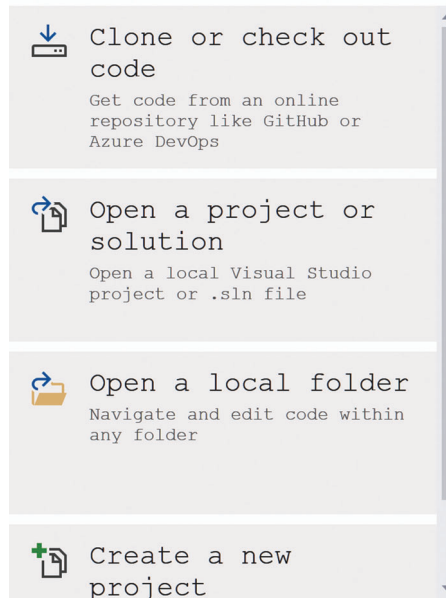 Clone or check out
code
Get code from an online
repository like GitHub or
Azure DevOps
Open a project or
solution
Open a local Visual Studio
project or .sln file
Open a local folder
Navigate and edit code within
any folder
Create a new
project